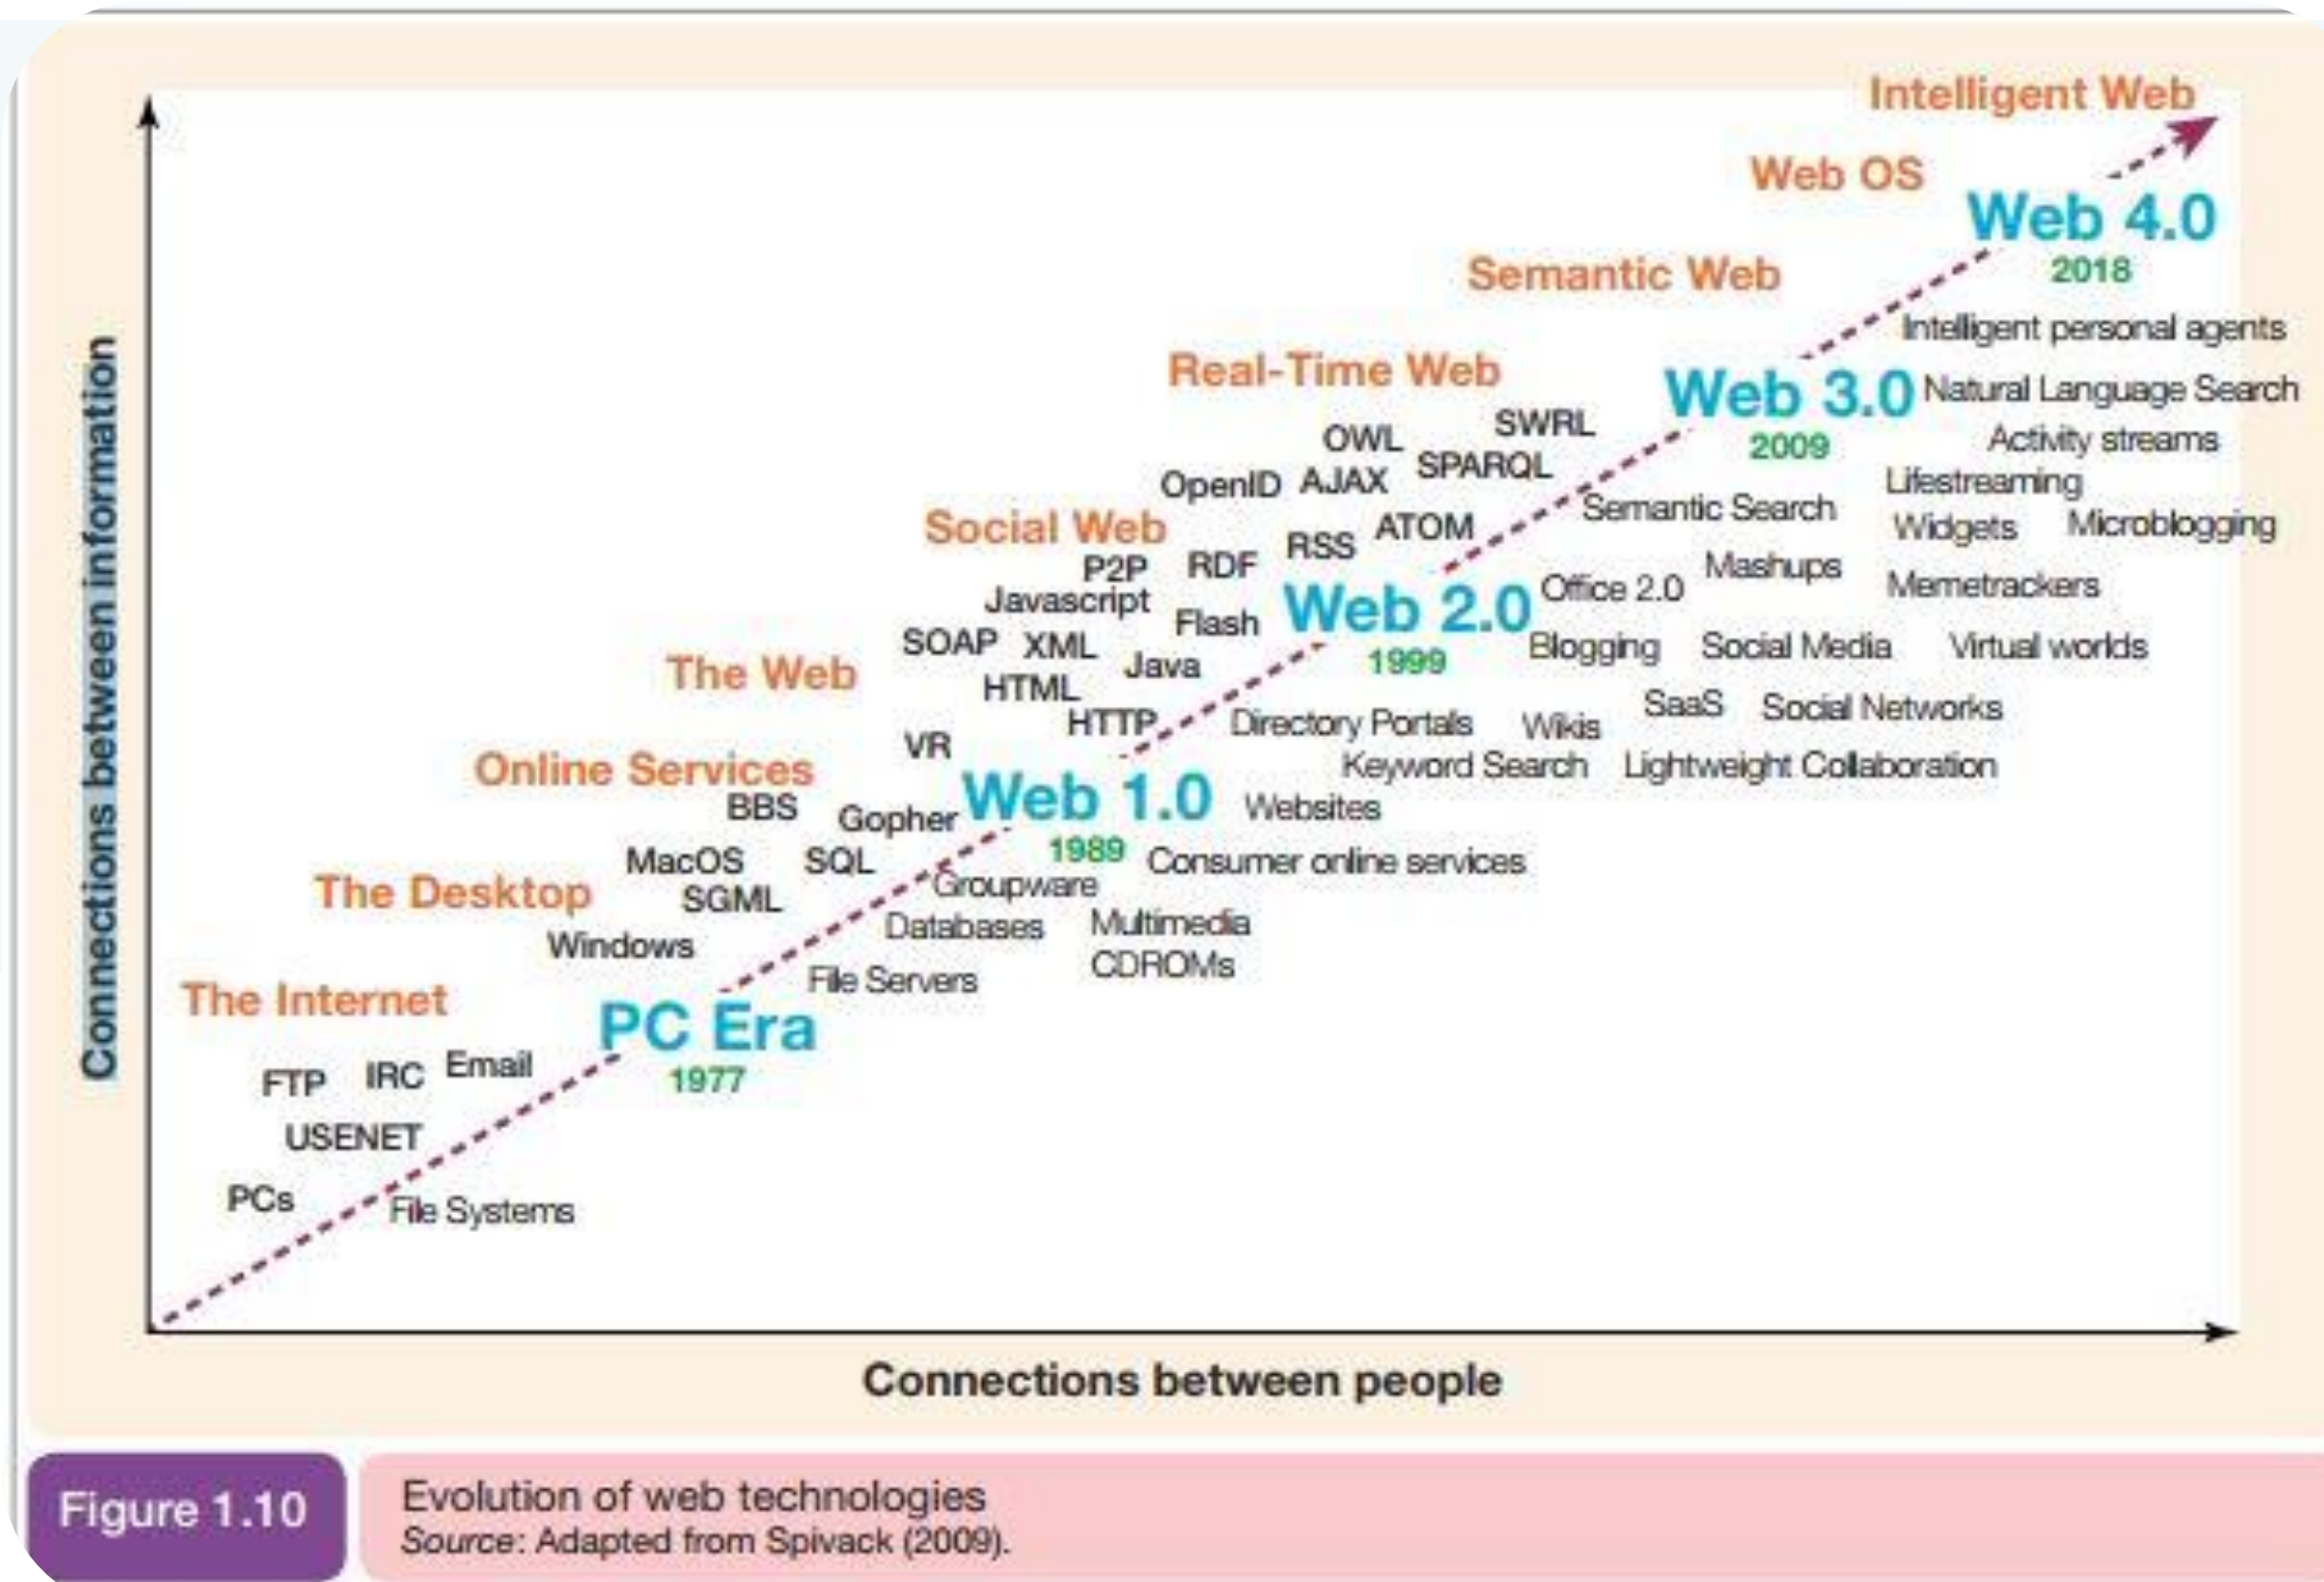 Intelligent Web
Web OS
Web 4.0
2018
Semantic Web
Intelligent personal agents
Real-Time Web
Web 3.0
Natural Language Search
2009
SWRL
OWL
SPARQL
Activity streams
OpenID AJAX
Lifestreaming
Semantic Search
Social Web
ATOM
Widgets Microblogging
RSS
P2P RDF
Mashups
Javascript
Web 2.0
Office 2.0
Memetrackers
Flash
SOAP XML
1999
Blogging Social Media Virtual worlds
The Web
Java
HTML
SaaS Social Networks
HTTP
Directory Portals Wikis
VR
Keyword Search Lightweight Collaboration
Online Services
BBS
Gopher
Web 1.0
Websites
1989
MacOS SQL
Consumer online services
The Desktop
SGML
Groupware
Databases Multimedia
Windows
CDROMs
File Servers
The Internet
PC Era
1977
FTP IRC Email
USENET
PCs
File Systems
Connections between information
Connections between people
Figure 1.10
Evolution of web technologies
Source: Adapted from Spivack (2009).